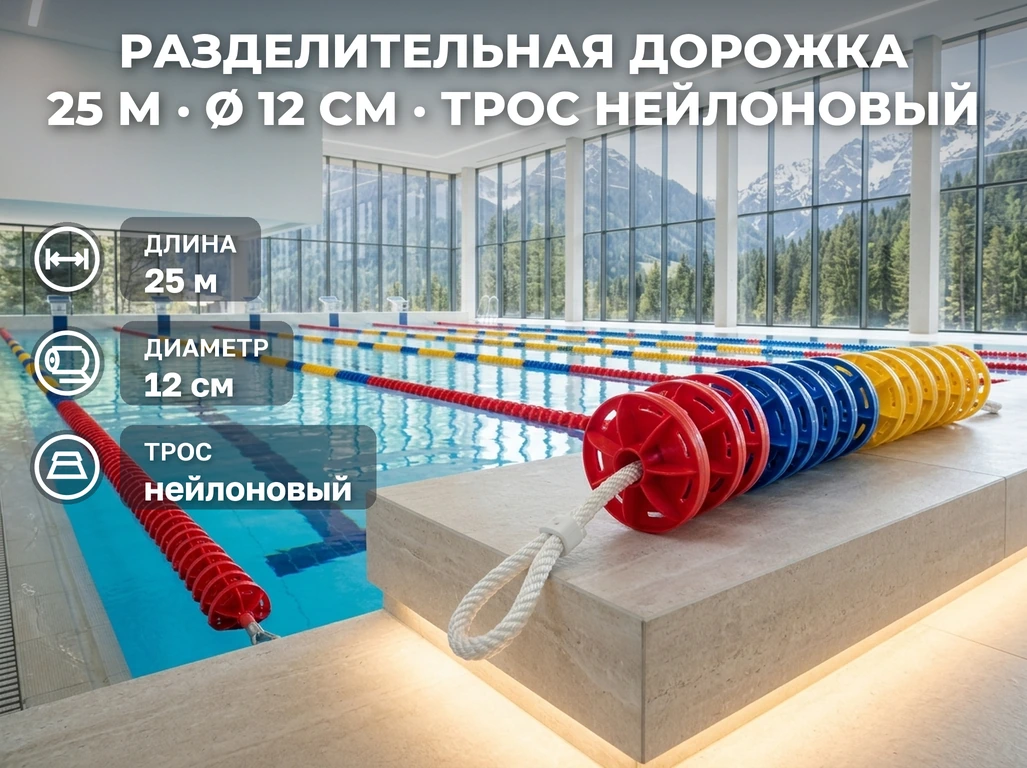 РАЗДЕЛИТЕЛЬНАЯ ДОРОЖКА
25 М · Ø 12 СМ · ТРОС НЕЙЛОНОВЫЙ
ДЛИНА
25 м
ДИАМЕТР
12 см
ТРОС
нейлоновый